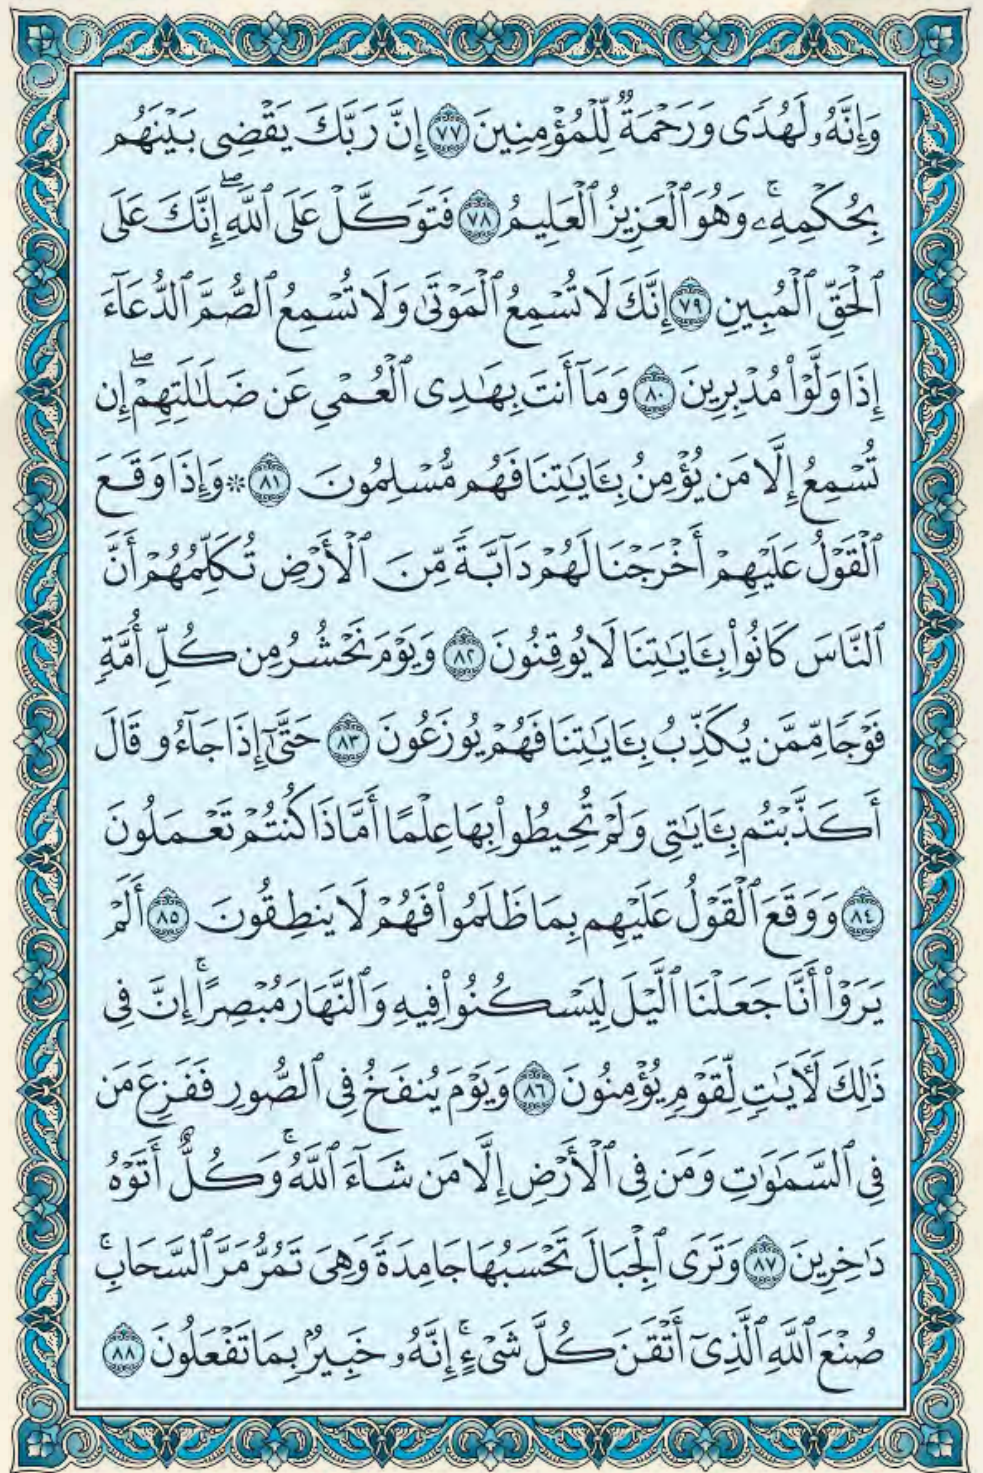 وَإِنَّهُۥ لَهُدًى وَرَحْمَةٌ لِّلْمُؤْمِنِينَ ٧٧ إِنَّ رَبَّكَ يَقْضِى بَيْنَهُم
بِحُكْمِهِۦۚ وَهُوَ ٱلْعَزِيزُ ٱلْعَلِيمُ ٧٨ فَتَوَكَّلْ عَلَى ٱللَّهِۖ إِنَّكَ عَلَى
ٱلْحَقِّ ٱلْمُبِينِ ٧٩ إِنَّكَ لَا تُسْمِعُ ٱلْمَوْتَىٰ وَلَا تُسْمِعُ ٱلصُّمَّ ٱلدُّعَآءَ
إِذَا وَلَّوْا۟ مُدْبِرِينَ ٨٠ وَمَآ أَنتَ بِهَـٰدِى ٱلْعُمْىِ عَن ضَلَـٰلَتِهِمْۖ إِن
تُسْمِعُ إِلَّا مَن يُؤْمِنُ بِـَٔايَـٰتِنَا فَهُم مُّسْلِمُونَ ٨١ * وَإِذَا وَقَعَ
ٱلْقَوْلُ عَلَيْهِمْ أَخْرَجْنَا لَهُمْ دَآبَّةً مِّنَ ٱلْأَرْضِ تُكَلِّمُهُمْ أَنَّ
ٱلنَّاسَ كَانُوا۟ بِـَٔايَـٰتِنَا لَا يُوقِنُونَ ٨٢ وَيَوْمَ نَحْشُرُ مِن كُلِّ أُمَّةٍ
فَوْجًا مِّمَّن يُكَذِّبُ بِـَٔايَـٰتِنَا فَهُمْ يُوزَعُونَ ٨٣ حَتَّىٰٓ إِذَا جَآءُو قَالَ
أَكَذَّبْتُم بِـَٔايَـٰتِى وَلَمْ تُحِيطُوا۟ بِهَا عِلْمًا أَمَّاذَا كُنتُمْ تَعْمَلُونَ
٨٤ وَوَقَعَ ٱلْقَوْلُ عَلَيْهِم بِمَا ظَلَمُوا۟ فَهُمْ لَا يَنطِقُونَ ٨٥ أَلَمْ
يَرَوْا۟ أَنَّا جَعَلْنَا ٱلَّيْلَ لِيَسْكُنُوا۟ فِيهِ وَٱلنَّهَارَ مُبْصِرًاۚ إِنَّ فِى
ذَٰلِكَ لَـَٔايَـٰتٍ لِّقَوْمٍ يُؤْمِنُونَ ٨٦ وَيَوْمَ يُنفَخُ فِى ٱلصُّورِ فَفَزِعَ مَن
فِى ٱلسَّمَـٰوَٰتِ وَمَن فِى ٱلْأَرْضِ إِلَّا مَن شَآءَ ٱللَّهُۚ وَكُلٌّ أَتَوْهُ
دَٰخِرِينَ ٨٧ وَتَرَى ٱلْجِبَالَ تَحْسَبُهَا جَامِدَةً وَهِىَ تَمُرُّ مَرَّ ٱلسَّحَابِۚ
صُنْعَ ٱللَّهِ ٱلَّذِىٓ أَتْقَنَ كُلَّ شَىْءٍۚ إِنَّهُۥ خَبِيرٌۢ بِمَا تَفْعَلُونَ ٨٨